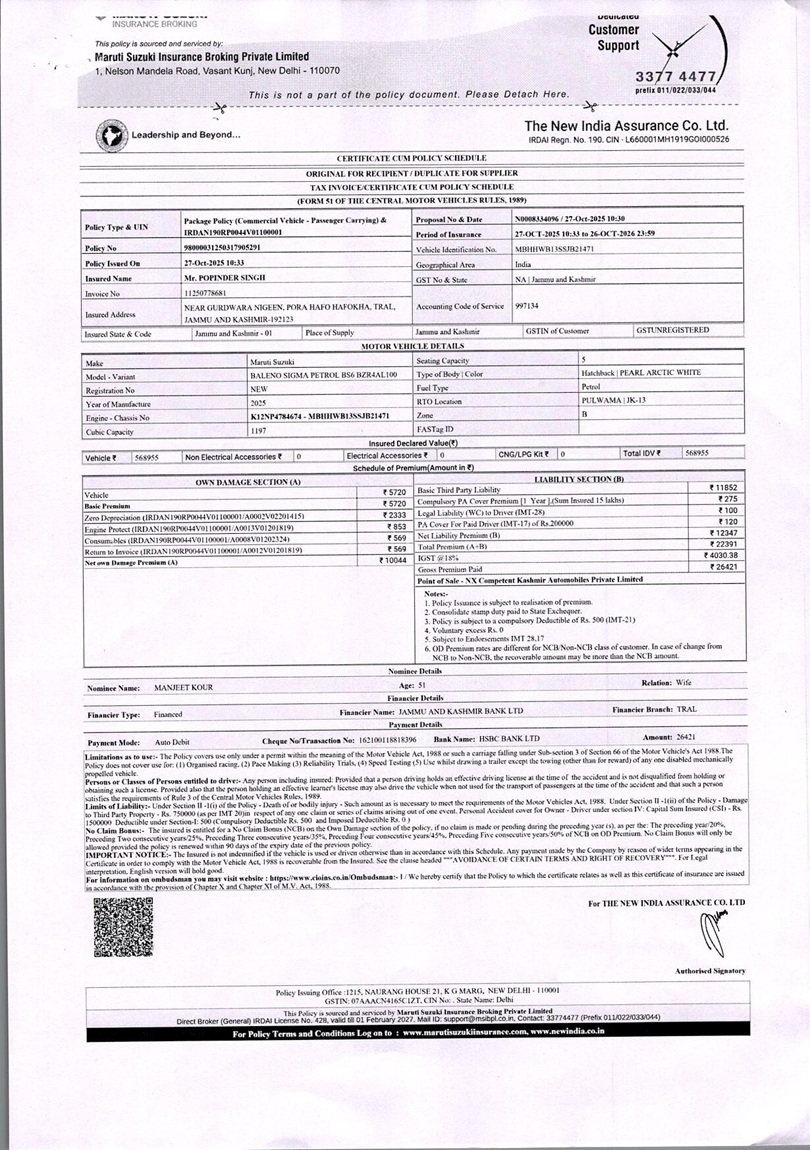 INSURANCE BROKING
This policy is sourced and serviced by:
Maruti Suzuki Insurance Broking Private Limited
1, Nelson Mandela Road, Vasant Kunj, New Delhi - 110070
Dedicated
Customer
Support
3377 4477
prefix 011/022/033/044
This is not a part of the policy document. Please Detach Here.
Leadership and Beyond...
The New India Assurance Co. Ltd.
IRDAI Regn. No. 190. CIN - L660001MH1919GOI000526
CERTIFICATE CUM POLICY SCHEDULE
ORIGINAL FOR RECIPIENT / DUPLICATE FOR SUPPLIER
TAX INVOICE/CERTIFICATE CUM POLICY SCHEDULE
(FORM 51 OF THE CENTRAL MOTOR VEHICLES RULES, 1989)
Policy Type & UIN Package Policy (Commercial Vehicle - Passenger Carrying) & IRDAN190RP0044V01100001
Proposal No & Date N0008334096 / 27-Oct-2025 10:30
Period of Insurance 27-OCT-2025 10:33 to 26-OCT-2026 23:59
Policy No 98000031250317905291
Vehicle Identification No. MBHHWB13SSJB21471
Policy Issued On 27-Oct-2025 10:33
Geographical Area India
Insured Name Mr. POPINDER SINGH
GST No & State NA | Jammu and Kashmir
Invoice No 11250778681
Insured Address NEAR GURDWARA NIGEEN, PORA HAFO HAFOKHA, TRAL, JAMMU AND KASHMIR-192123
Accounting Code of Service 997134
Insured State & Code Jammu and Kashmir - 01 Place of Supply Jammu and Kashmir GSTIN of Customer GSTUNREGISTERED
MOTOR VEHICLE DETAILS
Make Maruti Suzuki Seating Capacity 5
Model - Variant BALENO SIGMA PETROL BS6 BZR4AL100 Type of Body | Color Hatchback | PEARL ARCTIC WHITE
Registration No NEW Fuel Type Petrol
Year of Manufacture 2025 RTO Location PULWAMA | JK-13
Engine - Chassis No K12NP4784674 - MBHHWB13SSJB21471 Zone B
Cubic Capacity 1197 FASTag ID
Insured Declared Value(₹)
Vehicle ₹ 568955 Non Electrical Accessories ₹ 0 Electrical Accessories ₹ 0 CNG/LPG Kit ₹ 0 Total IDV ₹ 568955
Schedule of Premium(Amount in ₹)
OWN DAMAGE SECTION (A)
Vehicle ₹ 5720
Basic Premium ₹ 5720
Zero Depreciation (IRDAN190RP0044V01100001/A0002V02201415) ₹ 2333
Engine Protect (IRDAN190RP0044V01100001/A0013V01201819) ₹ 853
Consumables (IRDAN190RP0044V01100001/A0008V01202324) ₹ 569
Return to Invoice (IRDAN190RP0044V01100001/A0012V01201819) ₹ 569
Net own Damage Premium (A) ₹ 10044
LIABILITY SECTION (B)
Basic Third Party Liability ₹ 11852
Compulsory PA Cover Premium [1 Year ],(Sum Insured 15 lakhs) ₹ 275
Legal Liability (WC) to Driver (IMT-28) ₹ 100
PA Cover For Paid Driver (IMT-17) of Rs.200000 ₹ 120
Net Liability Premium (B) ₹ 12347
Total Premium (A+B) ₹ 22391
IGST @18% ₹ 4030.38
Gross Premium Paid ₹ 26421
Point of Sale - NX Competent Kashmir Automobiles Private Limited
Notes:-
1. Policy Issuance is subject to realisation of premium.
2. Consolidate stamp duty paid to State Exchequer.
3. Policy is subject to a compulsory Deductible of Rs. 500 (IMT-21)
4. Voluntary excess Rs. 0
5. Subject to Endorsements IMT 28,17
6. OD Premium rates are different for NCB/Non-NCB class of customer. In case of change from
NCB to Non-NCB, the recoverable amount may be more than the NCB amount.
Nominee Details
Nominee Name: MANJEET KOUR Age: 51 Relation: Wife
Financier Details
Financier Type: Financed Financier Name: JAMMU AND KASHMIR BANK LTD Financier Branch: TRAL
Payment Details
Payment Mode: Auto Debit Cheque No/Transaction No: 162100118818396 Bank Name: HSBC BANK LTD Amount: 26421
Limitations as to use:- The Policy covers use only under a permit within the meaning of the Motor Vehicle Act, 1988 or such a carriage falling under Sub-section 3 of Section 66 of the Motor Vehicle's Act 1988.The
Policy does not cover use for: (1) Organised racing, (2) Pace Making (3) Reliability Trials, (4) Speed Testing (5) Use whilst drawing a trailer except the towing (other than for reward) of any one disabled mechanically
propelled vehicle.
Persons or Classes of Persons entitled to drive:- Any person including insured: Provided that a person driving holds an effective driving license at the time of the accident and is not disqualified from holding or
obtaining such a license. Provided also that the person holding an effective learner's license may also drive the vehicle when not used for the transport of passengers at the time of the accident and that such a person
satisfies the requirements of Rule 3 of the Central Motor Vehicles Rules, 1989.
Limits of Liability:- Under Section II -1(i) of the Policy - Death of or bodily injury - Such amount as is necessary to meet the requirements of the Motor Vehicles Act, 1988. Under Section II -1(ii) of the Policy - Damage
to Third Party Property - Rs. 750000 (as per IMT 20)in respect of any one claim or series of claims arising out of one event. Personal Accident cover for Owner - Driver under section IV: Capital Sum Insured (CSI) - Rs.
1500000 Deductible under Section-I: 500 (Compulsory Deductible Rs. 500 and Imposed Deductible Rs. 0 )
No Claim Bonus:- The insured is entitled for a No Claim Bonus (NCB) on the Own Damage section of the policy, if no claim is made or pending during the preceding year (s), as per the: The preceding year/20%,
Preceding Two consecutive years/25%, Preceding Three consecutive years/35%, Preceding Four consecutive years/45%, Preceding Five consecutive years/50% of NCB on OD Premium. No Claim Bonus will only be
allowed provided the policy is renewed within 90 days of the expiry date of the previous policy.
IMPORTANT NOTICE:- The Insured is not indemnified if the vehicle is used or driven otherwise than in accordance with this Schedule. Any payment made by the Company by reason of wider terms appearing in the
Certificate in order to comply with the Motor Vehicle Act, 1988 is recoverable from the Insured. See the clause headed """AVOIDANCE OF CERTAIN TERMS AND RIGHT OF RECOVERY""". For Legal
interpretation, English version will hold good.
For information on ombudsman you may visit website : https://www.cioins.co.in/Ombudsman:- I / We hereby certify that the Policy to which the certificate relates as well as this certificate of insurance are issued
in accordance with the provision of Chapter X and Chapter XI of M.V. Act, 1988.
For THE NEW INDIA ASSURANCE CO. LTD
Authorised Signatory
Policy Issuing Office :1215, NAURANG HOUSE 21, K G MARG, NEW DELHI - 110001
GSTIN: 07AAACN4165C1ZT, CIN No: . State Name: Delhi
This Policy is sourced and serviced by Maruti Suzuki Insurance Broking Private Limited
Direct Broker (General) IRDAI License No. 428, valid till 01 February 2027. Mail ID: support@msibpl.co.in, Contact: 33774477 (Prefix 011/022/033/044)
For Policy Terms and Conditions Log on to : www.marutisuzukiinsurance.com, www.newindia.co.in